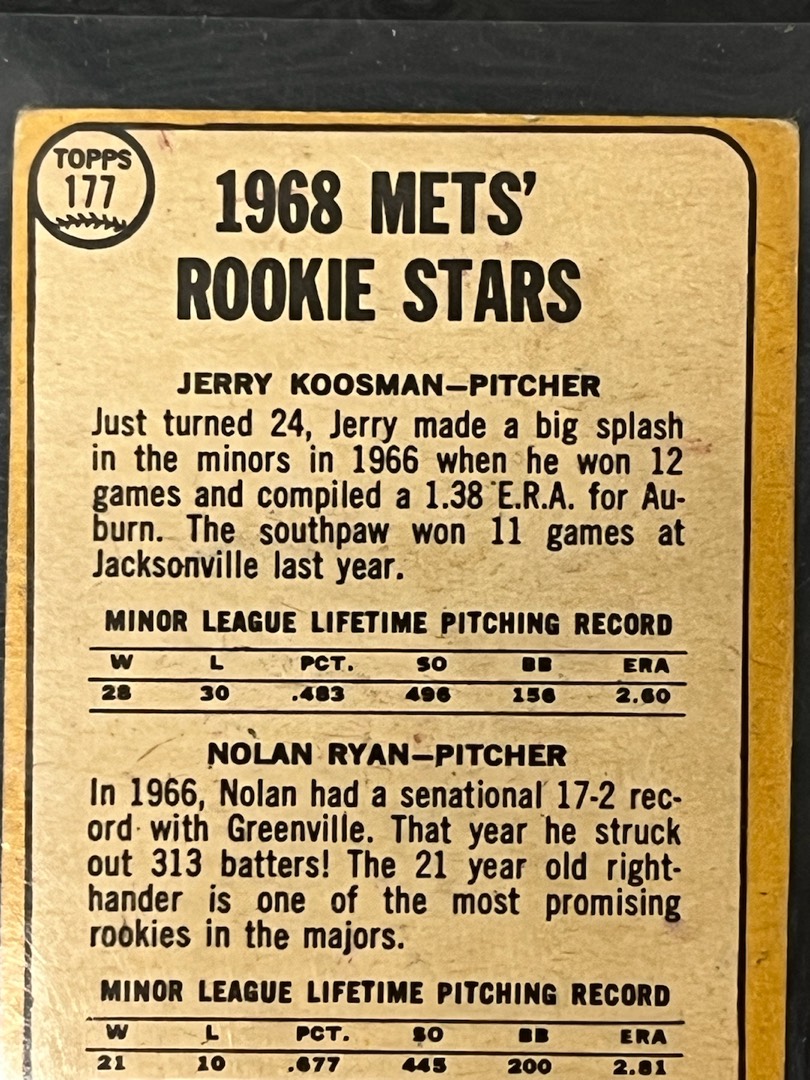 TOPPS
177
1968 METS'
ROOKIE STARS
JERRY KOOSMAN—PITCHER
Just turned 24, Jerry made a big splash
in the minors in 1966 when he won 12
games and compiled a 1.38 E.R.A. for Au-
burn. The southpaw won 11 games at
Jacksonville last year.
MINOR LEAGUE LIFETIME PITCHING RECORD
W L PCT. SO BB ERA
28 30 .483 496 156 2.60
NOLAN RYAN—PITCHER
In 1966, Nolan had a senational 17-2 rec-
ord with Greenville. That year he struck
out 313 batters! The 21 year old right-
hander is one of the most promising
rookies in the majors.
MINOR LEAGUE LIFETIME PITCHING RECORD
W L PCT. SO BB ERA
21 10 .677 445 200 2.81